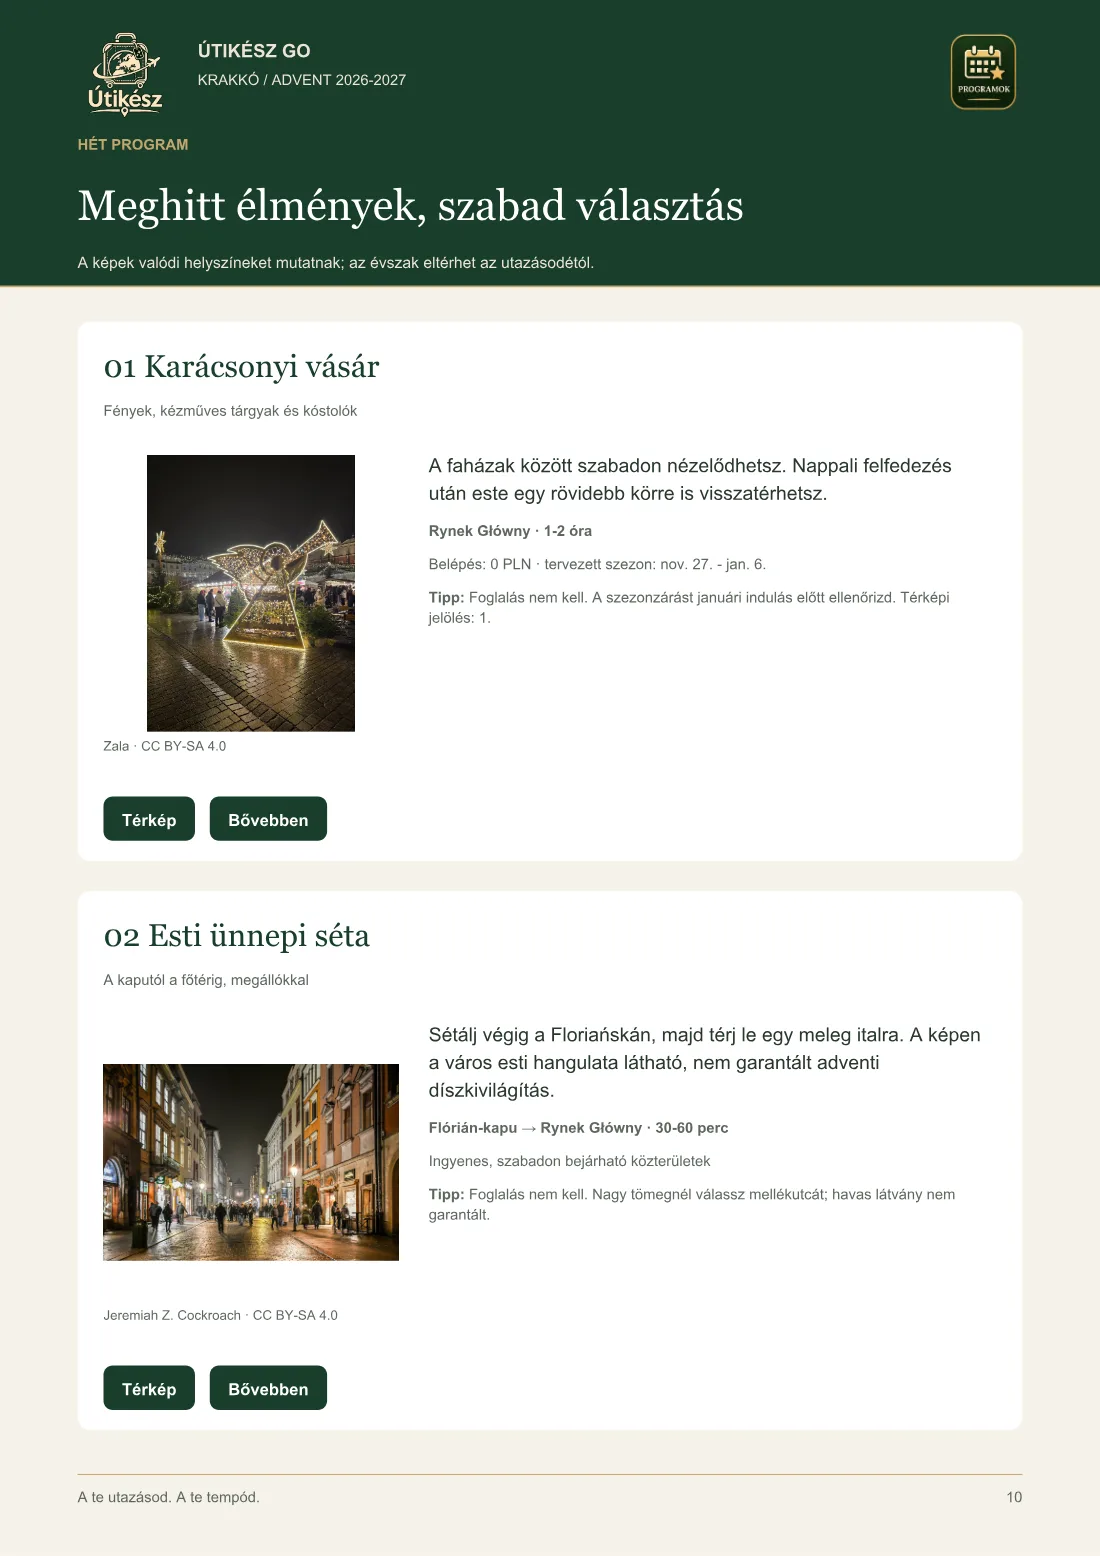 Útikész
ÚTIKÉSZ GO
KRAKKÓ / ADVENT 2026-2027
PROGRAMOK
HÉT PROGRAM
Meghitt élmények, szabad választás
A képek valódi helyszíneket mutatnak; az évszak eltérhet az utazásodétól.
01 Karácsonyi vásár
Fények, kézműves tárgyak és kóstolók
A faházak között szabadon nézelődhetsz. Nappali felfedezés
után este egy rövidebb körre is visszatérhetsz.
Rynek Główny · 1-2 óra
Belépés: 0 PLN · tervezett szezon: nov. 27. - jan. 6.
Tipp: Foglalás nem kell. A szezonzárást januári indulás előtt ellenőrizd. Térképi
jelölés: 1.
Zala · CC BY-SA 4.0
Térkép
Bővebben
02 Esti ünnepi séta
A kaputól a főtérig, megállókkal
Sétálj végig a Floriańskán, majd térj le egy meleg italra. A képen
a város esti hangulata látható, nem garantált adventi
díszkivilágítás.
Flórián-kapu → Rynek Główny · 30-60 perc
Ingyenes, szabadon bejárható közterületek
Tipp: Foglalás nem kell. Nagy tömegnél válassz mellékutcát; havas látvány nem
garantált.
Jeremiah Z. Cockroach · CC BY-SA 4.0
Térkép
Bővebben
A te utazásod. A te tempód.
10